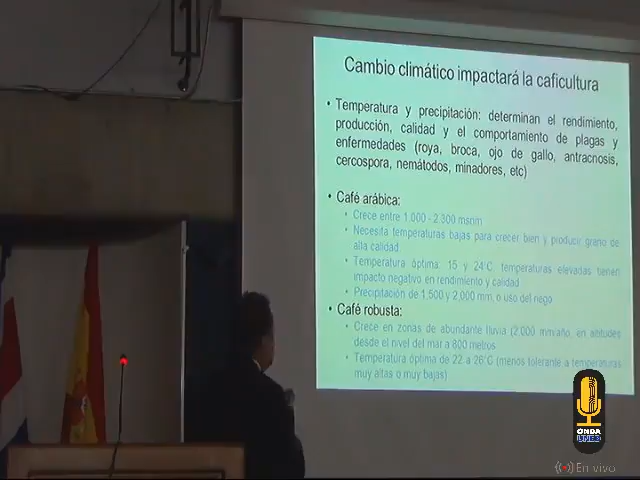 Cambio climático impactará la caficultura
• Temperatura y precipitación: determinan el rendimiento,
producción, calidad y el comportamiento de plagas y
enfermedades (roya, broca, ojo de gallo, antracnosis,
cercospora, nemátodos, minadores, etc)
• Café arábica:
• Crece entre 1.000 - 2.300 msnm
• Necesita temperaturas bajas para crecer bien y producir grano de
alta calidad
• Temperatura óptima: 15 y 24°C temperaturas elevadas tienen
impacto negativo en rendimiento y calidad
• Precipitación de 1,500 y 2,000 mm, o uso del riego
• Café robusta:
• Crece en zonas de abundante lluvia (2,000 mm/año, en altitudes
desde el nivel del mar a 800 metros
• Temperatura óptima de 22 a 26°C (menos tolerante a temperaturas
muy altas o muy bajas)
ONDA
UNED
En vivo